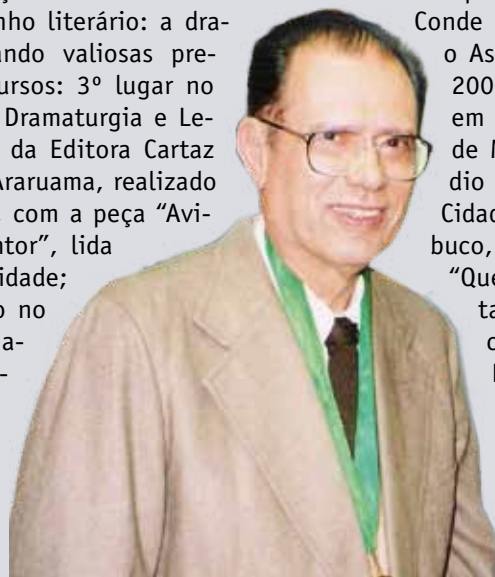 nho literário: a dra-
ando valiosas pre-
ursos: 3º lugar no
Dramaturgia e Le-
da Editora Cartaz
Araruama, realizado
com a peça “Avi-
ntor”, lida
idade;
o no
a-
-
Conde
o As
200
em
de M
dio
Cidad
buco,
“Que
ta